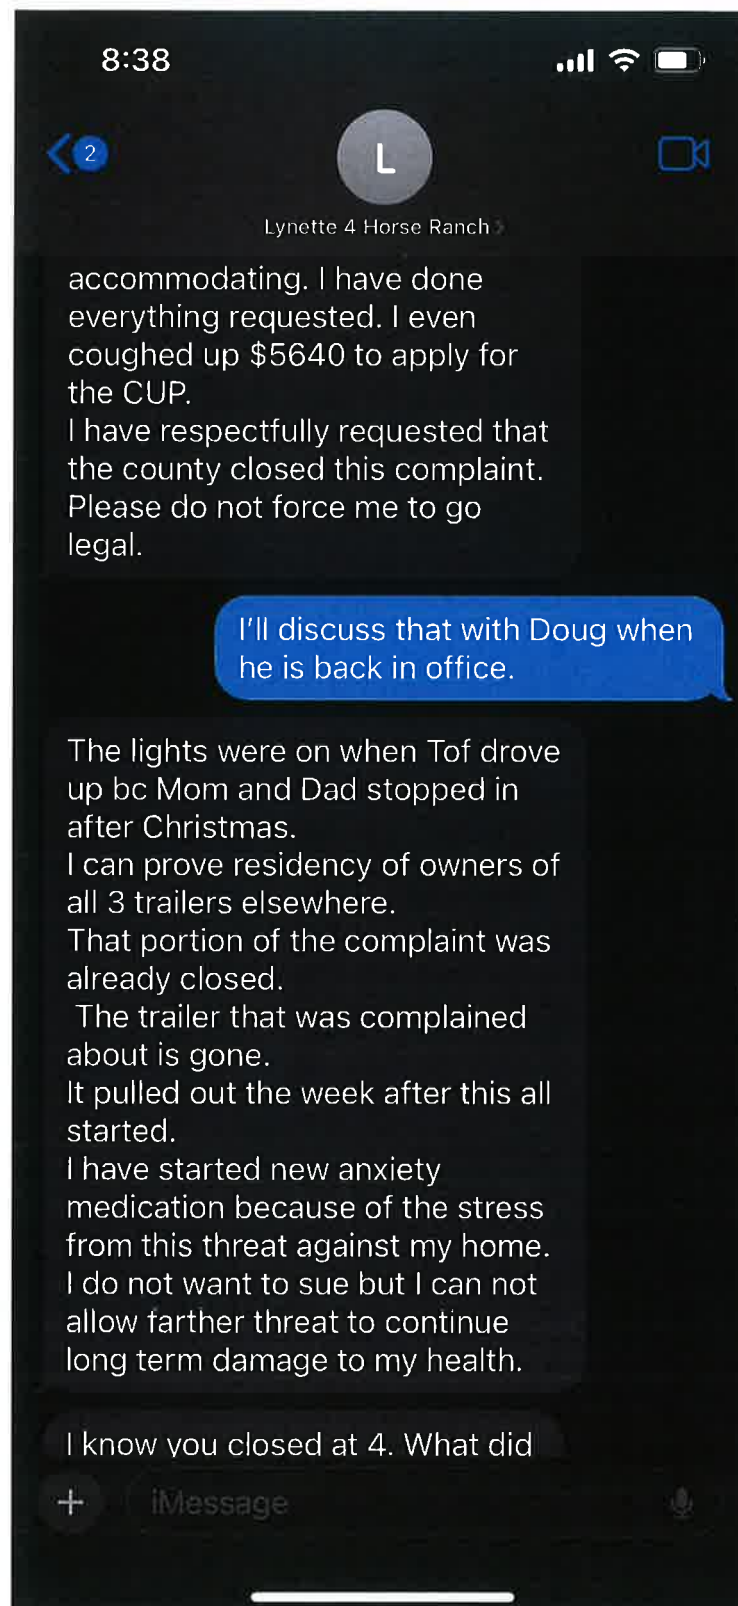 8:38
2
L
Lynette 4 Horse Ranch
accommodating. I have done
everything requested. I even
coughed up $5640 to apply for
the CUP.
I have respectfully requested that
the county closed this complaint.
Please do not force me to go
legal.
I'll discuss that with Doug when
he is back in office.
The lights were on when Tof drove
up bc Mom and Dad stopped in
after Christmas.
I can prove residency of owners of
all 3 trailers elsewhere.
That portion of the complaint was
already closed.
The trailer that was complained
about is gone.
It pulled out the week after this all
started.
I have started new anxiety
medication because of the stress
from this threat against my home.
I do not want to sue but I can not
allow farther threat to continue
long term damage to my health.
I know you closed at 4. What did
iMessage